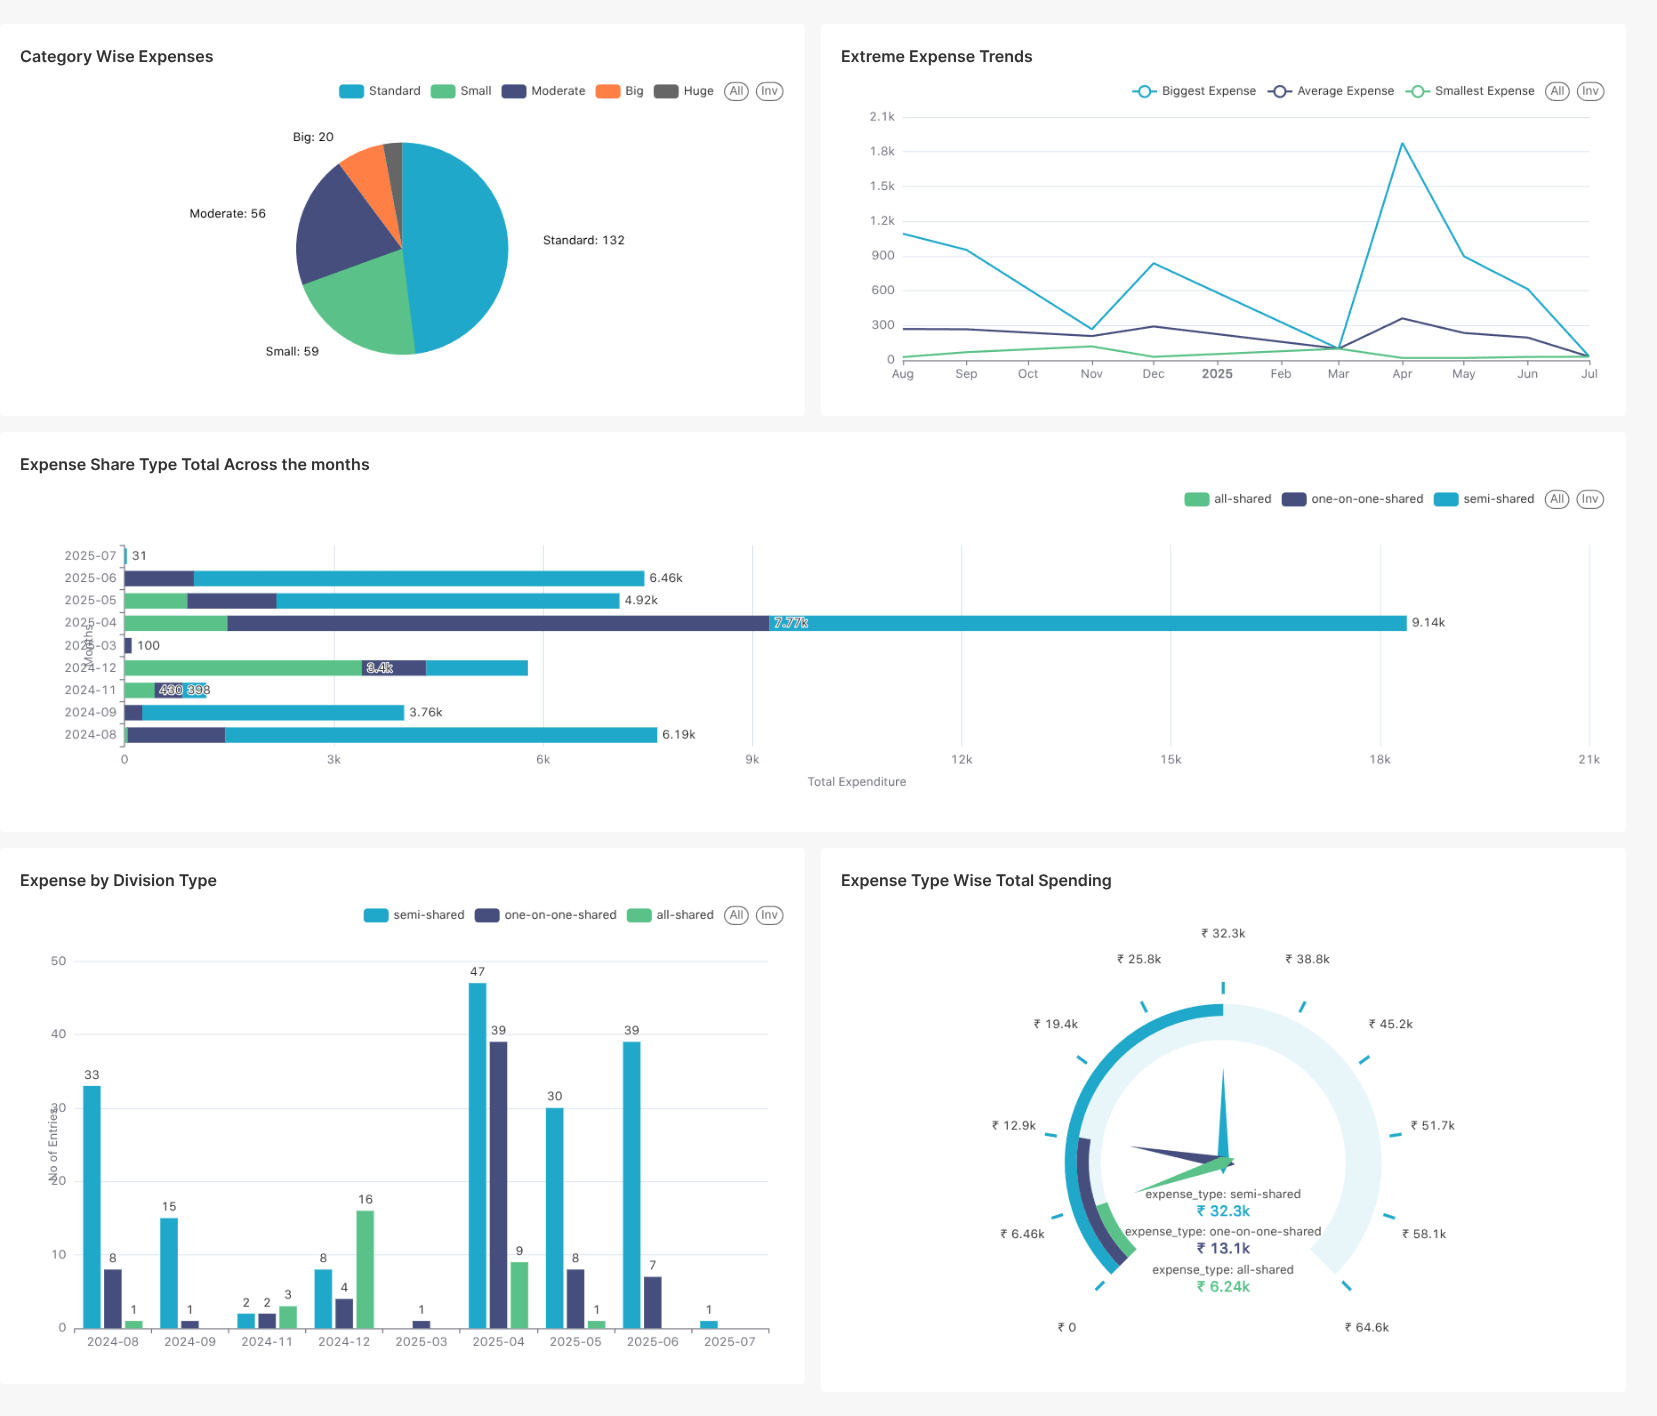 Category Wise Expenses
Standard Small Moderate Big Huge All Inv
Big: 20
Moderate: 56
Standard: 132
Small: 59
Extreme Expense Trends
Biggest Expense Average Expense Smallest Expense All Inv
2.1k
1.8k
1.5k
1.2k
900
600
300
0
Aug Sep Oct Nov Dec 2025 Feb Mar Apr May Jun Jul
Expense Share Type Total Across the months
all-shared one-on-one-shared semi-shared All Inv
Months
2025-07 31
2025-06 6.46k
2025-05 4.92k
2025-04 7.77k 9.14k
2025-03 100
2024-12 3.4k
2024-11 430 398
2024-09 3.76k
2024-08 6.19k
0 3k 6k 9k 12k 15k 18k 21k
Total Expenditure
Expense by Division Type
semi-shared one-on-one-shared all-shared All Inv
No of Entries
50
40
30
20
10
0
33 8 1 15 1 2 2 3 8 4 16 1 47 39 9 30 8 1 39 7 1
2024-08 2024-09 2024-11 2024-12 2025-03 2025-04 2025-05 2025-06 2025-07
Expense Type Wise Total Spending
₹ 32.3k
₹ 25.8k ₹ 38.8k
₹ 19.4k ₹ 45.2k
₹ 12.9k ₹ 51.7k
₹ 6.46k ₹ 58.1k
₹ 0 ₹ 64.6k
expense_type: semi-shared
₹ 32.3k
expense_type: one-on-one-shared
₹ 13.1k
expense_type: all-shared
₹ 6.24k